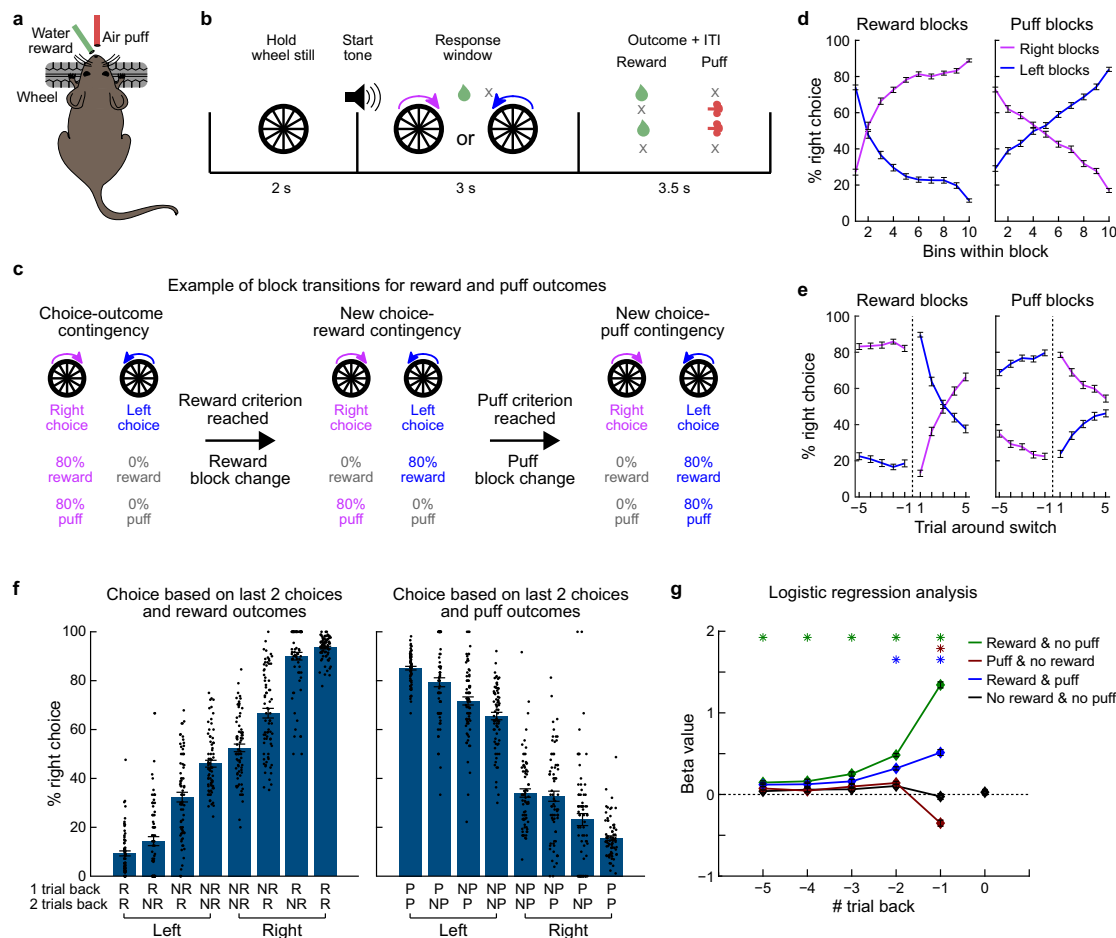 a
Water
reward
Air puff
Wheel
b
Hold
wheel still
Start
tone
Response
window
Outcome + ITI
Reward
Puff
x
or
x
x
x
x
x
x
2 s
3 s
3.5 s
c
Example of block transitions for reward and puff outcomes
Choice-outcome
contingency
Right
choice
Left
choice
80%
reward
0%
reward
80%
puff
0%
puff
Reward criterion
reached
Reward
block change
New choice-
reward contingency
Right
choice
Left
choice
0%
reward
80%
reward
80%
puff
0%
puff
Puff criterion
reached
Puff
block change
New choice-
puff contingency
Right
choice
Left
choice
0%
reward
80%
reward
0%
puff
80%
puff
d
Reward blocks
Puff blocks
Right blocks
Left blocks
% right choice
100
80
60
40
20
0
2 4 6 8 10
2 4 6 8 10
Bins within block
e
Reward blocks
Puff blocks
% right choice
100
80
60
40
20
0
−5 −1 1 5
−5 −1 1 5
Trial around switch
f
Choice based on last 2 choices
and reward outcomes
Choice based on last 2 choices
and puff outcomes
% right choice
100
80
60
40
20
0
1 trial back R R NR NR NR NR R R
2 trials back R NR R NR NR R NR R
Left Right
P P NP NP NP NP P P
P NP P NP NP P NP P
Left Right
g
Logistic regression analysis
Reward & no puff
Puff & no reward
Reward & puff
No reward & no puff
Beta value
2
1
0
−1
−5 −4 −3 −2 −1 0
# trial back